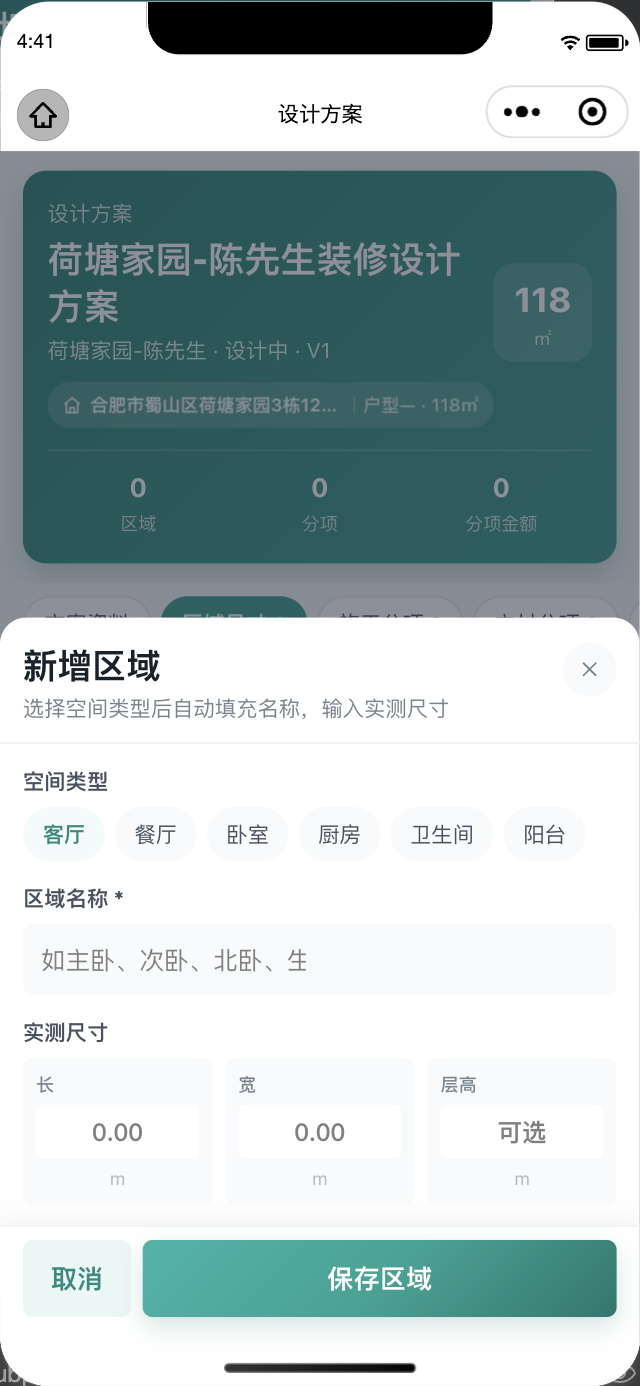 4:41
设计方案
设计方案
荷塘家园-陈先生装修设计
方案
118
㎡
荷塘家园-陈先生 · 设计中 · V1
合肥市蜀山区荷塘家园3栋12... 户型一 · 118㎡
0 0 0
区域 分项 分项金额
新增区域
选择空间类型后自动填充名称，输入实测尺寸
空间类型
客厅 餐厅 卧室 厨房 卫生间 阳台
区域名称 *
如主卧、次卧、北卧、生
实测尺寸
长 宽 层高
0.00 0.00 可选
m m m
取消 保存区域